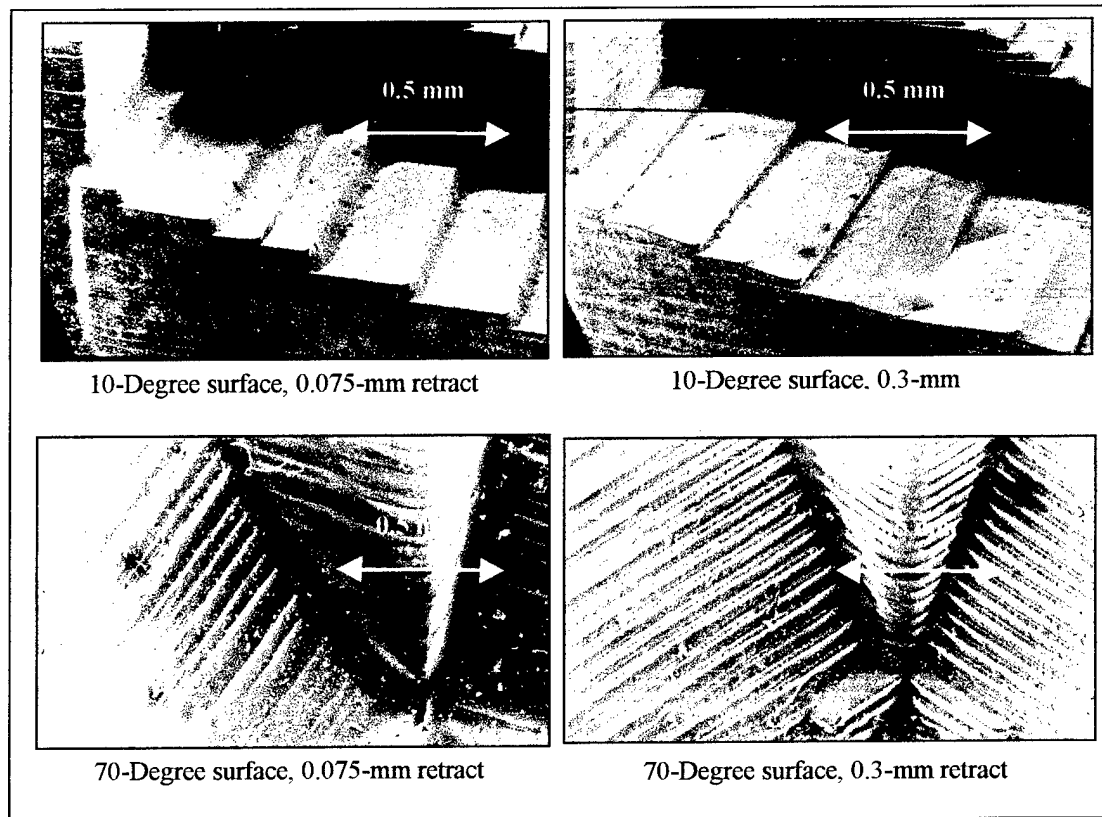 0.5 mm
0.5 mm
10-Degree surface, 0.075-mm retract
10-Degree surface, 0.3-mm
70-Degree surface, 0.075-mm retract
70-Degree surface, 0.3-mm retract